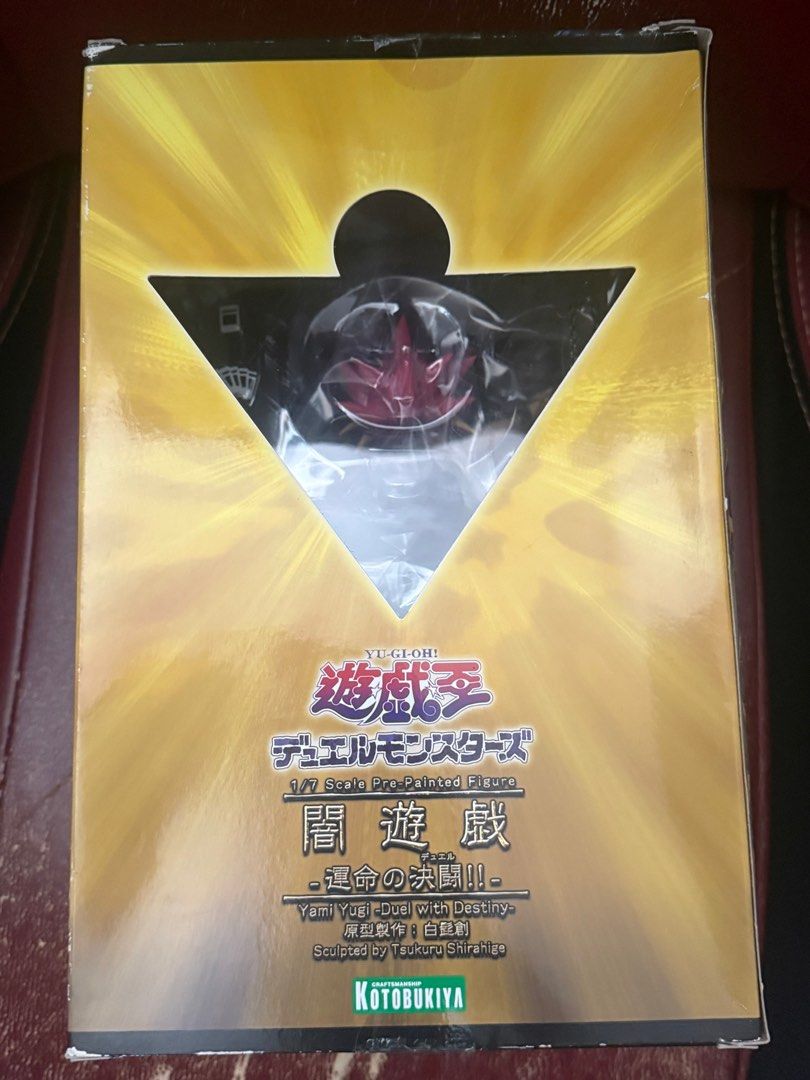 YU-GI-OH!
遊戯王
デュエルモンスターズ
1/7 Scale Pre-Painted Figure
闇遊戯
デュエル
-運命の決闘!!-
Yami Yugi -Duel with Destiny-
原型製作：白髭創
Sculpted by Tsukuru Shirahige
CRAFTSMANSHIP
KOTOBUKIYA